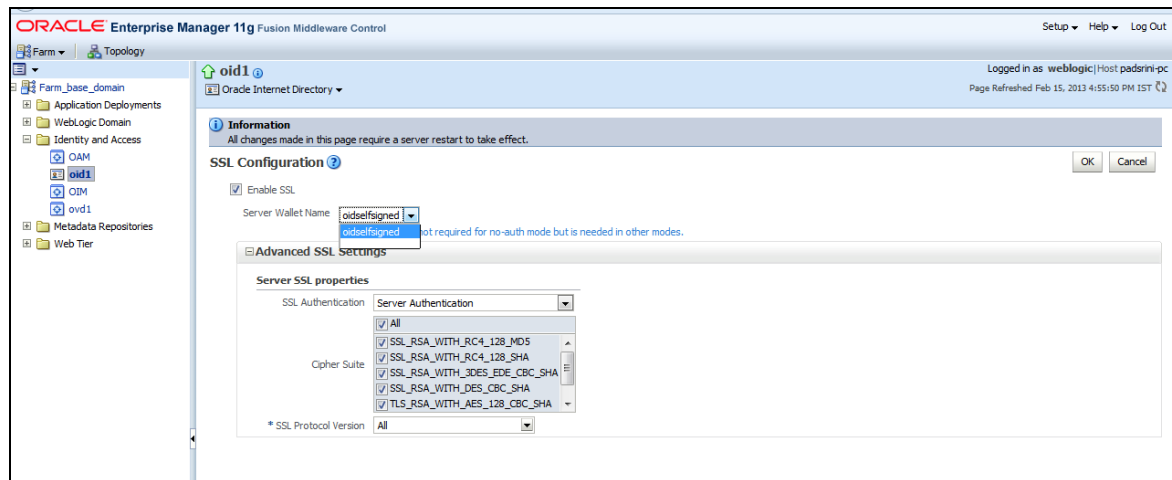 ORACLE Enterprise Manager 11g Fusion Middleware Control
Setup Help Log Out
Farm Topology
Farm_base_domain
Application Deployments
WebLogic Domain
Identity and Access
OAM
oid1
OIM
ovd1
Metadata Repositories
Web Tier
oid1
Oracle Internet Directory
Logged in as weblogic|Host padsrini-pc
Page Refreshed Feb 15, 2013 4:55:50 PM IST
Information
All changes made in this page require a server restart to take effect.
SSL Configuration
OK Cancel
Enable SSL
Server Wallet Name oidselfsigned
oidselfsigned
not required for no-auth mode but is needed in other modes.
Advanced SSL Settings
Server SSL properties
SSL Authentication Server Authentication
All
Cipher Suite
SSL_RSA_WITH_RC4_128_MD5
SSL_RSA_WITH_RC4_128_SHA
SSL_RSA_WITH_3DES_EDE_CBC_SHA
SSL_RSA_WITH_DES_CBC_SHA
TLS_RSA_WITH_AES_128_CBC_SHA
* SSL Protocol Version All